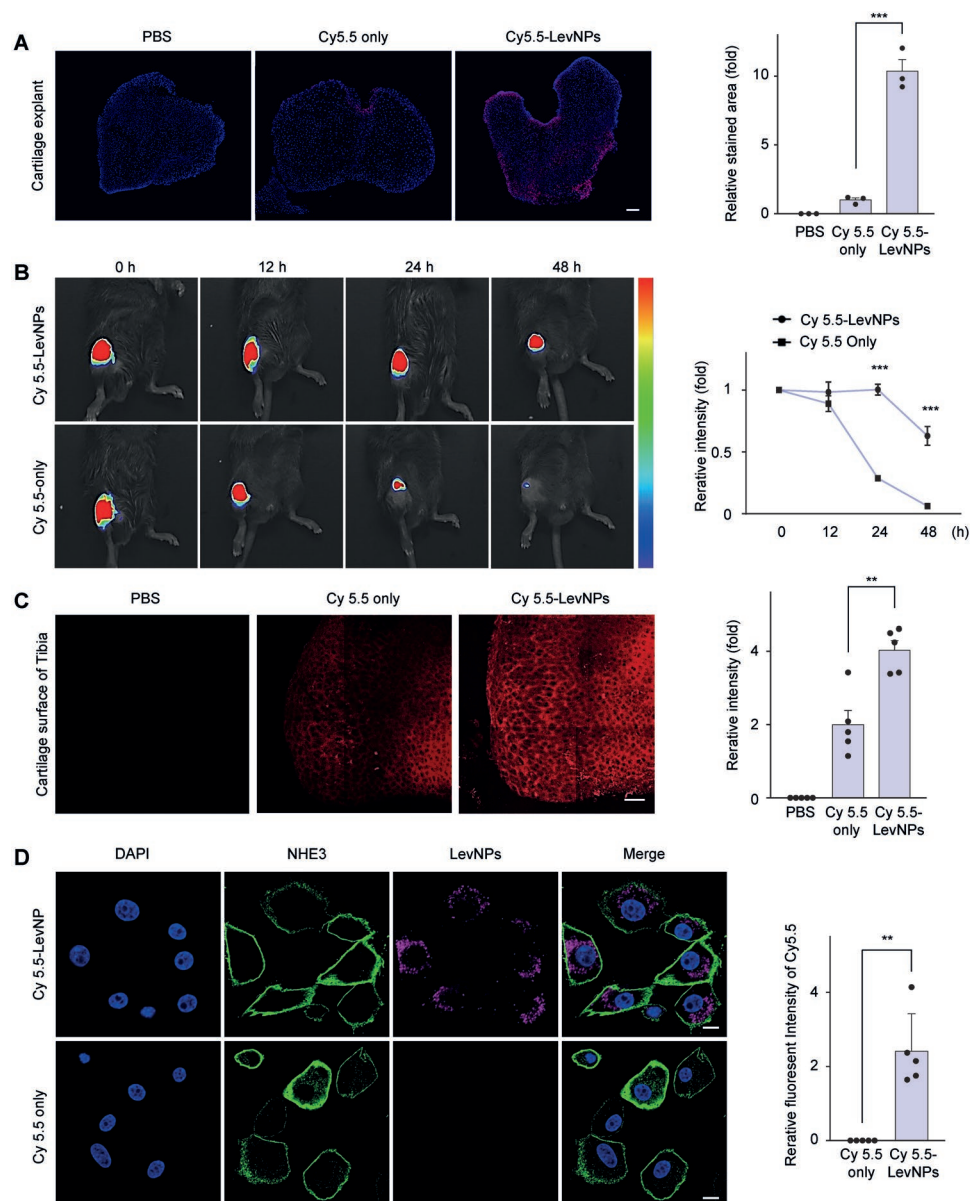 A
PBS
Cy5.5 only
Cy5.5-LevNPs
Cartilage explant
Relative stained area (fold)
***
10
5
0
PBS
Cy 5.5 only
Cy 5.5-LevNPs
B
0 h
12 h
24 h
48 h
Cy 5.5-LevNPs
Cy 5.5-only
Cy 5.5-LevNPs
Cy 5.5 Only
Rerative intensity (fold)
***
***
1
0.5
0
0
12
24
48
(h)
C
PBS
Cy 5.5 only
Cy 5.5-LevNPs
Cartilage surface of Tibia
Rerative intensity (fold)
**
4
2
0
PBS
Cy 5.5 only
Cy 5.5-LevNPs
D
DAPI
NHE3
LevNPs
Merge
Cy 5.5-LevNP
Cy 5.5 only
Rerative fluoresent Intensity of Cy5.5
**
4
2
0
Cy 5.5 only
Cy 5.5-LevNPs